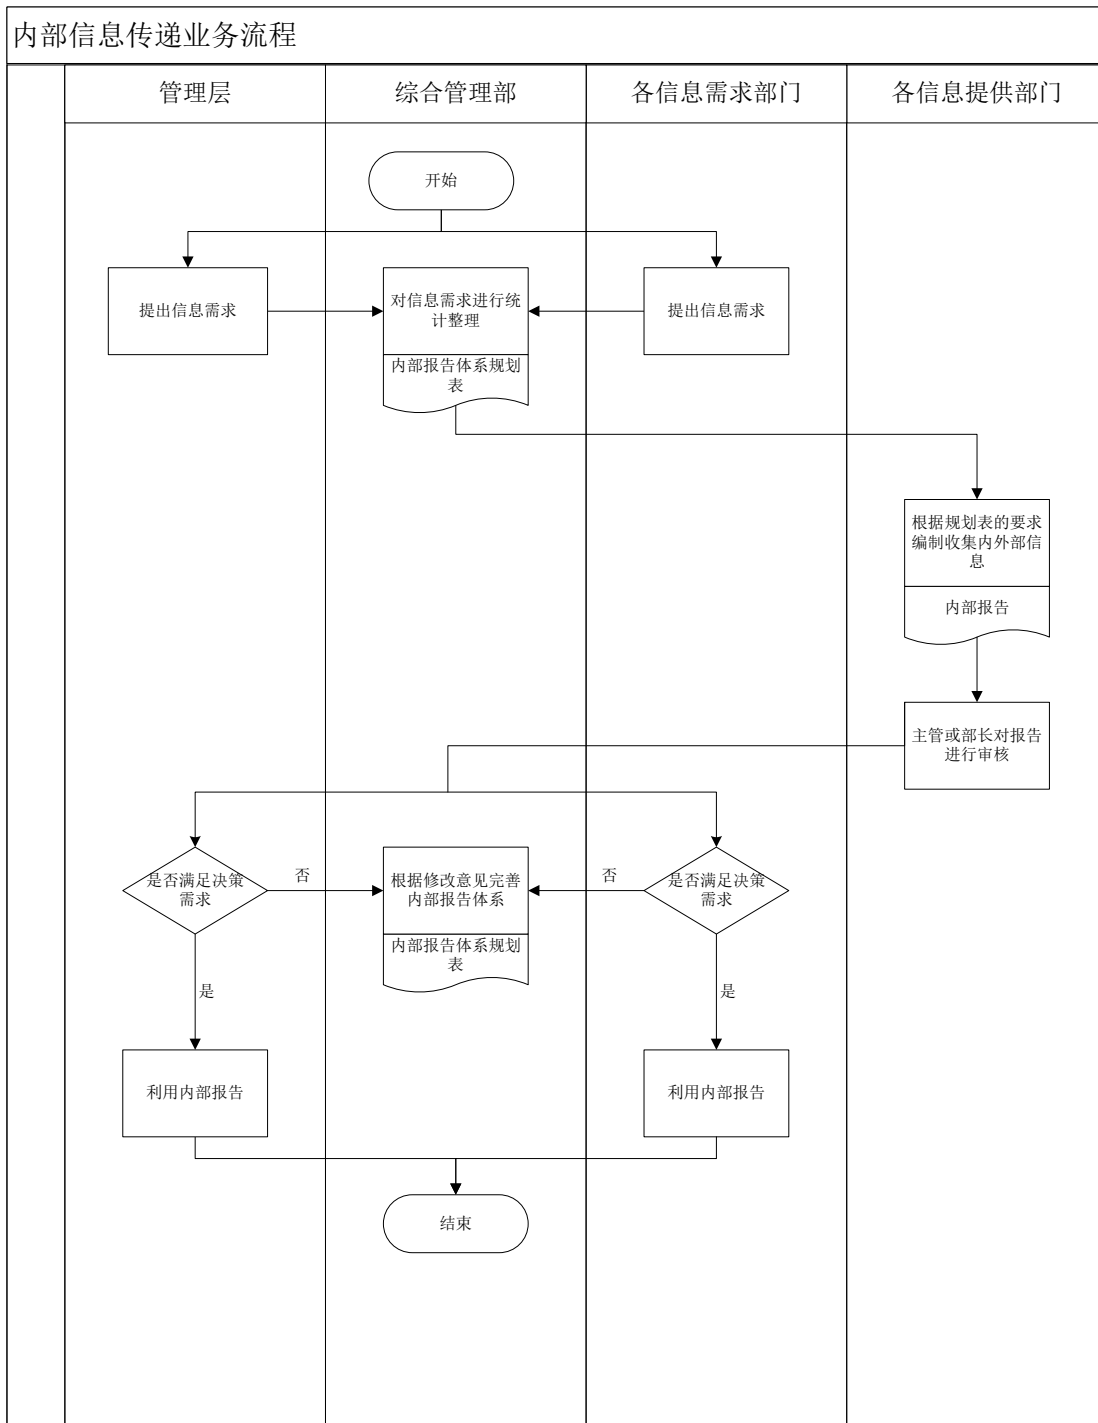 内部信息传递业务流程
管理层
综合管理部
各信息需求部门
各信息提供部门
开始
提出信息需求
对信息需求进行统
计整理
内部报告体系规划
表
提出信息需求
根据规划表的要求
编制收集内外部信
息
内部报告
主管或部长对报告
进行审核
是否满足决策
需求
否
根据修改意见完善
内部报告体系
内部报告体系规划
表
否
是否满足决策
需求
是
是
利用内部报告
利用内部报告
结束